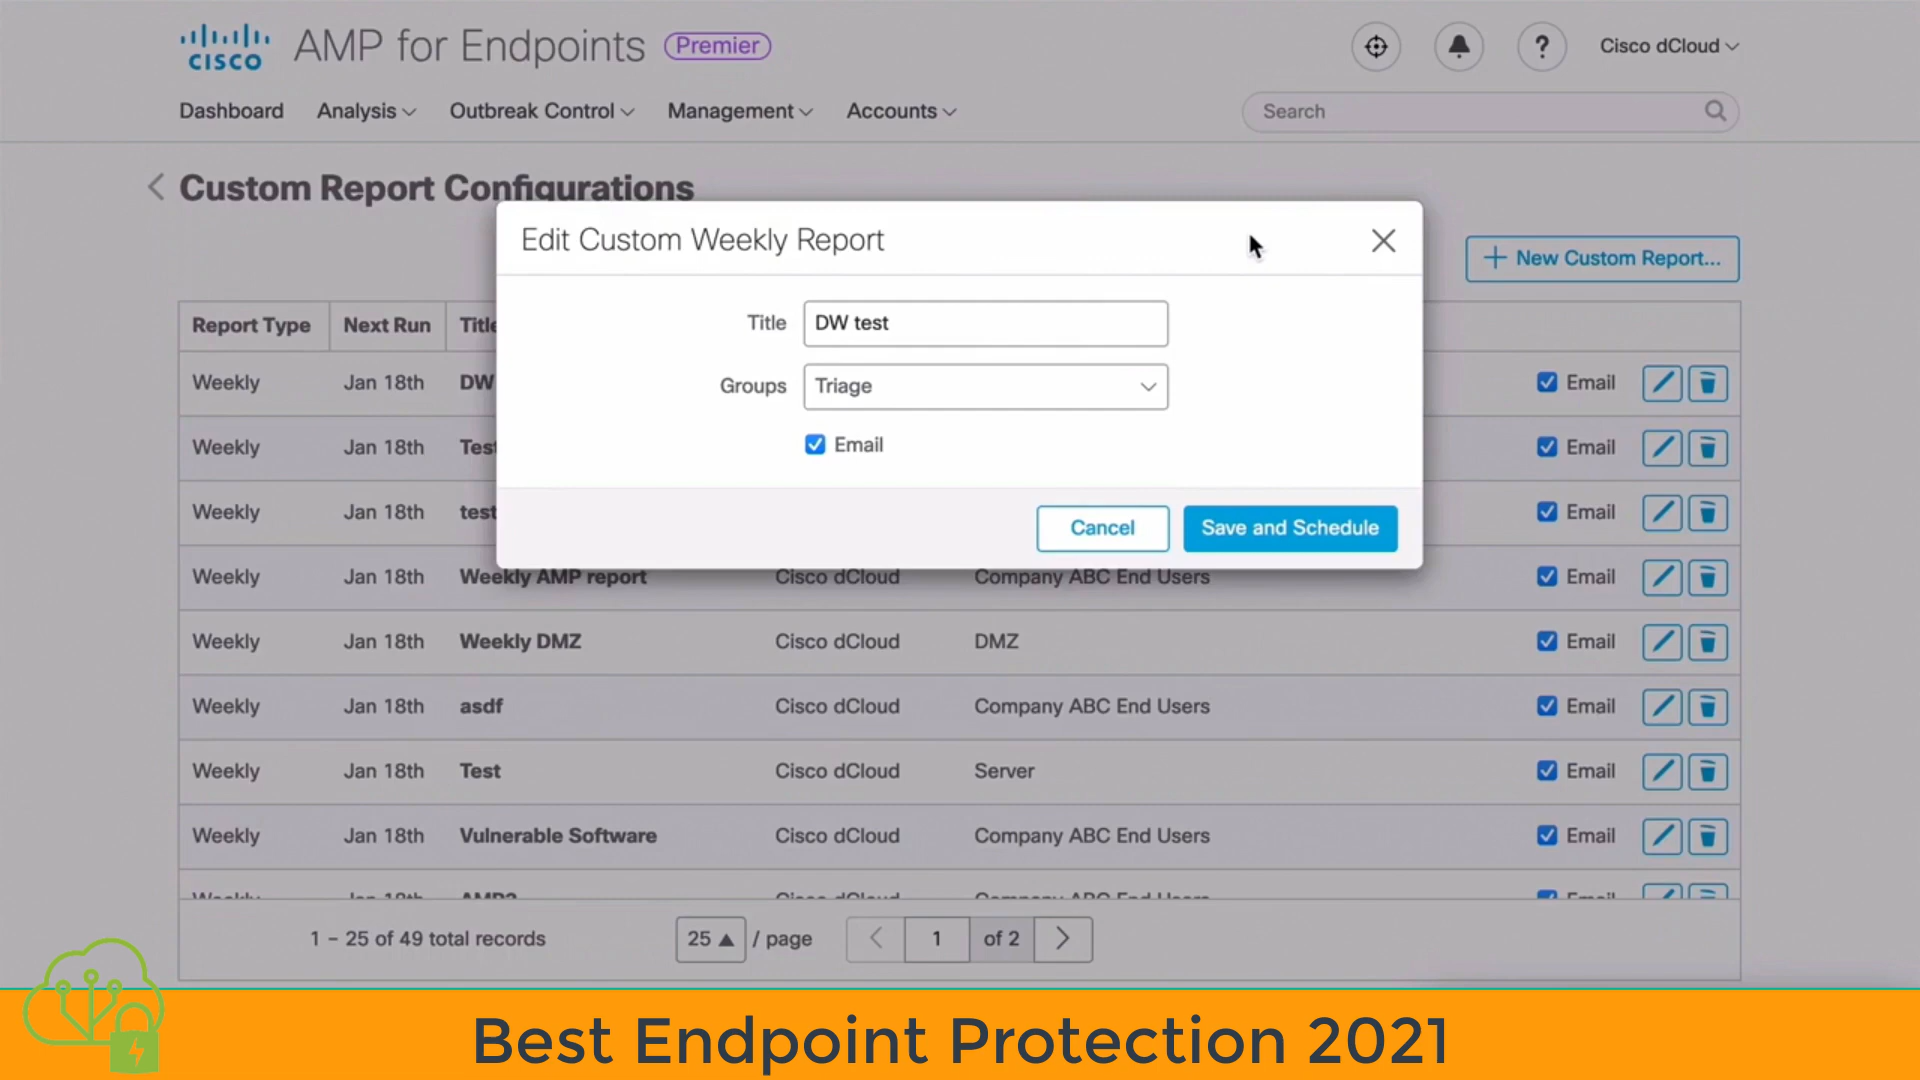 CISCO AMP for Endpoints Premier ? Cisco dCloud
Dashboard Analysis Outbreak Control Management Accounts Search
Custom Report Configurations
Edit Custom Weekly Report
+ New Custom Report...
Report Type Next Run Title
Title DW test
Groups Triage
Email
Cancel Save and Schedule
Weekly Jan 18th DW Email
Weekly Jan 18th Test Email
Weekly Jan 18th test Email
Weekly Jan 18th Weekly AMP report Cisco dCloud Company ABC End Users Email
Weekly Jan 18th Weekly DMZ Cisco dCloud DMZ Email
Weekly Jan 18th asdf Cisco dCloud Company ABC End Users Email
Weekly Jan 18th Test Cisco dCloud Server Email
Weekly Jan 18th Vulnerable Software Cisco dCloud Company ABC End Users Email
1 – 25 of 49 total records 25 / page 1 of 2
Best Endpoint Protection 2021